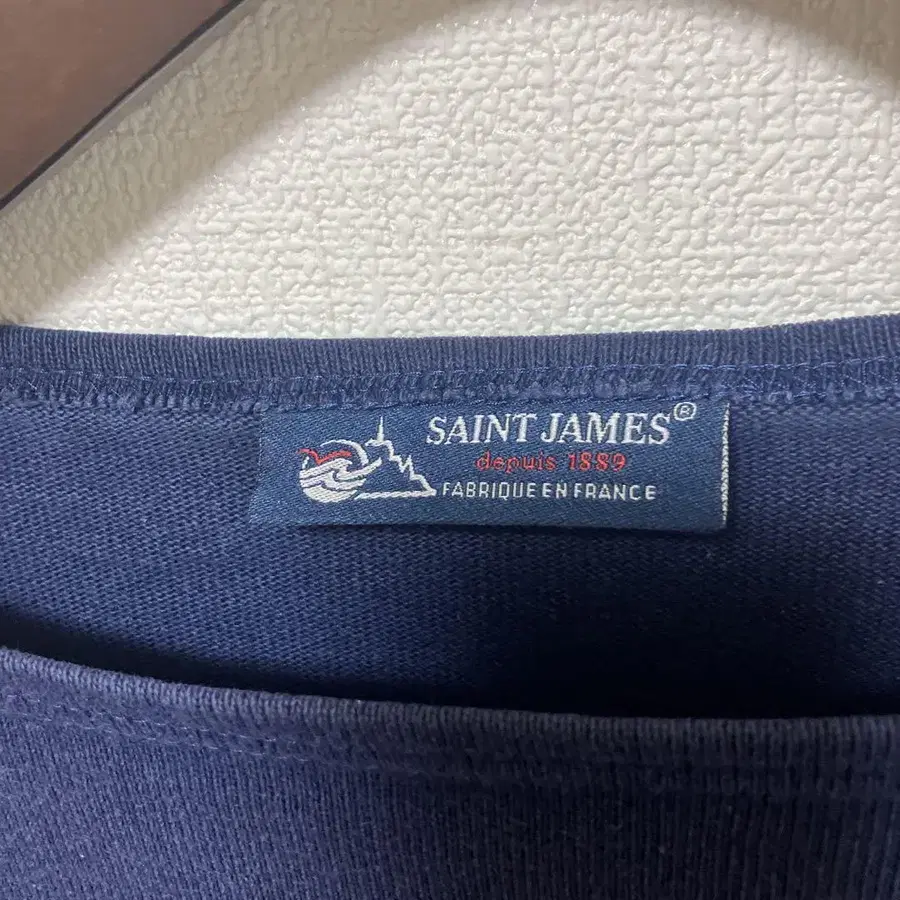 SAINT JAMES®
depuis 1889
FABRIQUE EN FRANCE